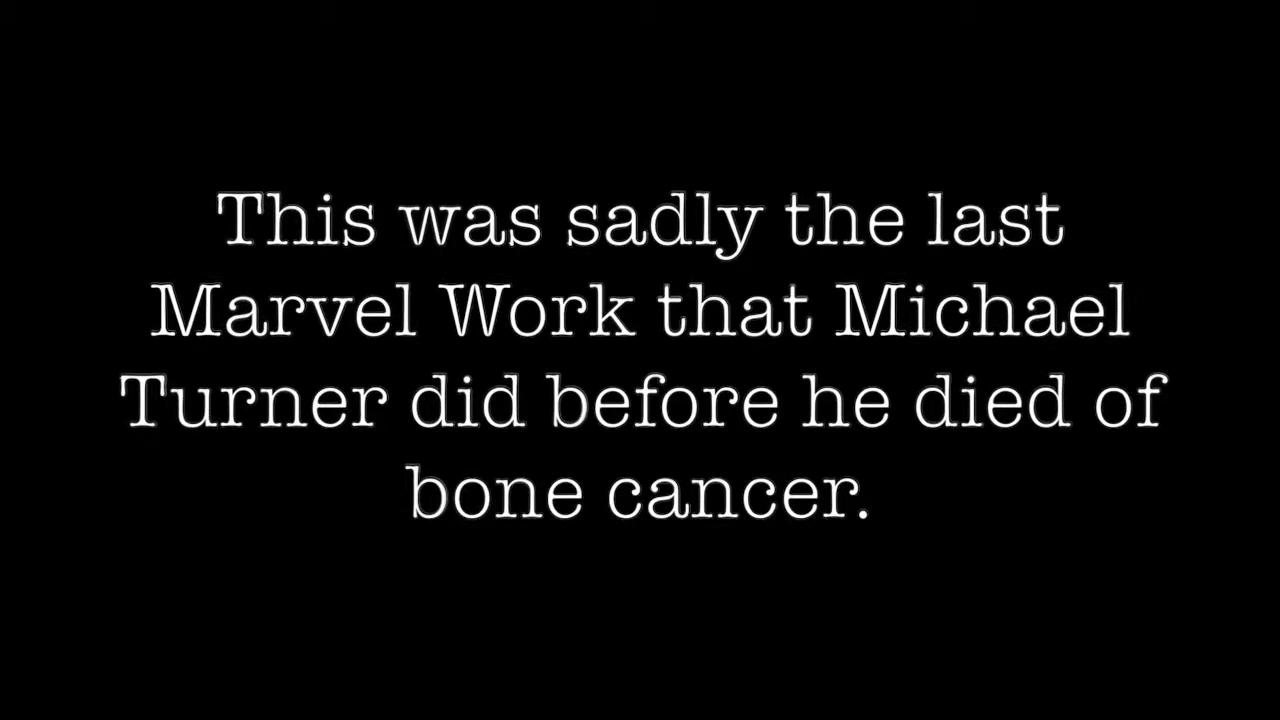 This was sadly the last
Marvel Work that Michael
Turner did before he died of
bone cancer.